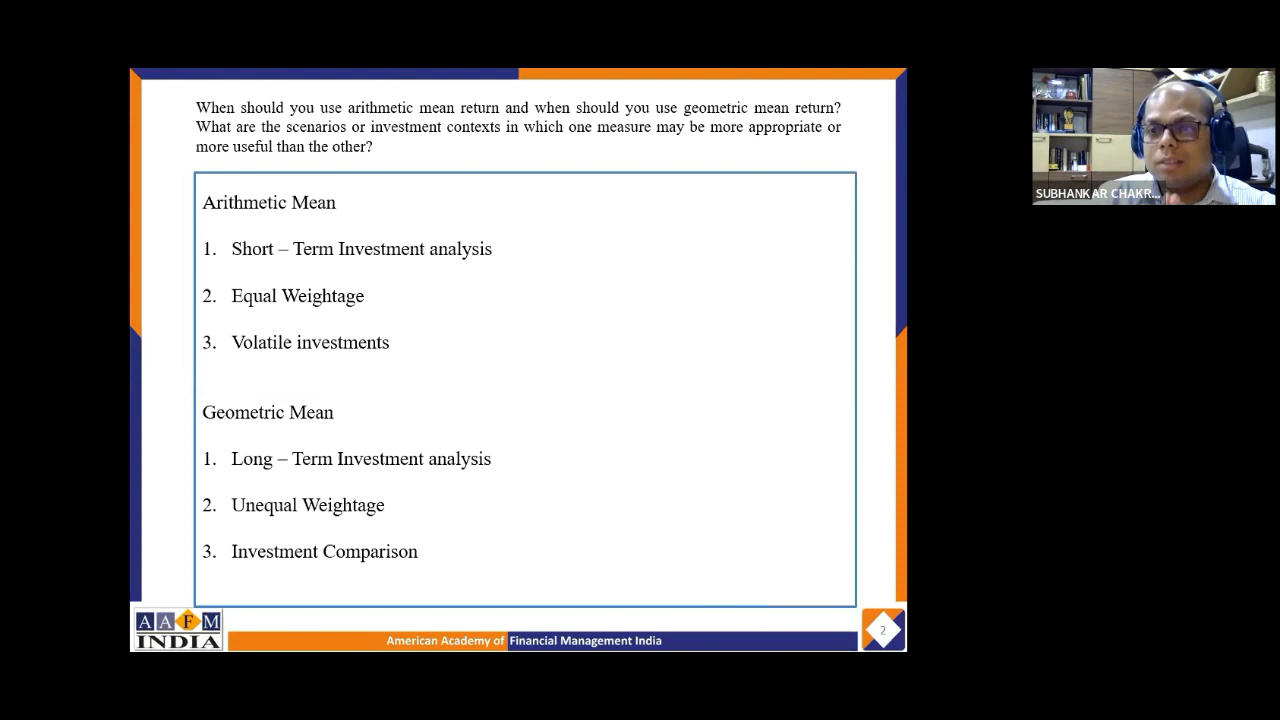 When should you use arithmetic mean return and when should you use geometric mean return?
What are the scenarios or investment contexts in which one measure may be more appropriate or
more useful than the other?
Arithmetic Mean
1. Short – Term Investment analysis
2. Equal Weightage
3. Volatile investments
Geometric Mean
1. Long – Term Investment analysis
2. Unequal Weightage
3. Investment Comparison
AAFM
INDIA
American Academy of Financial Management India
2
SUBHANKAR CHAKR...